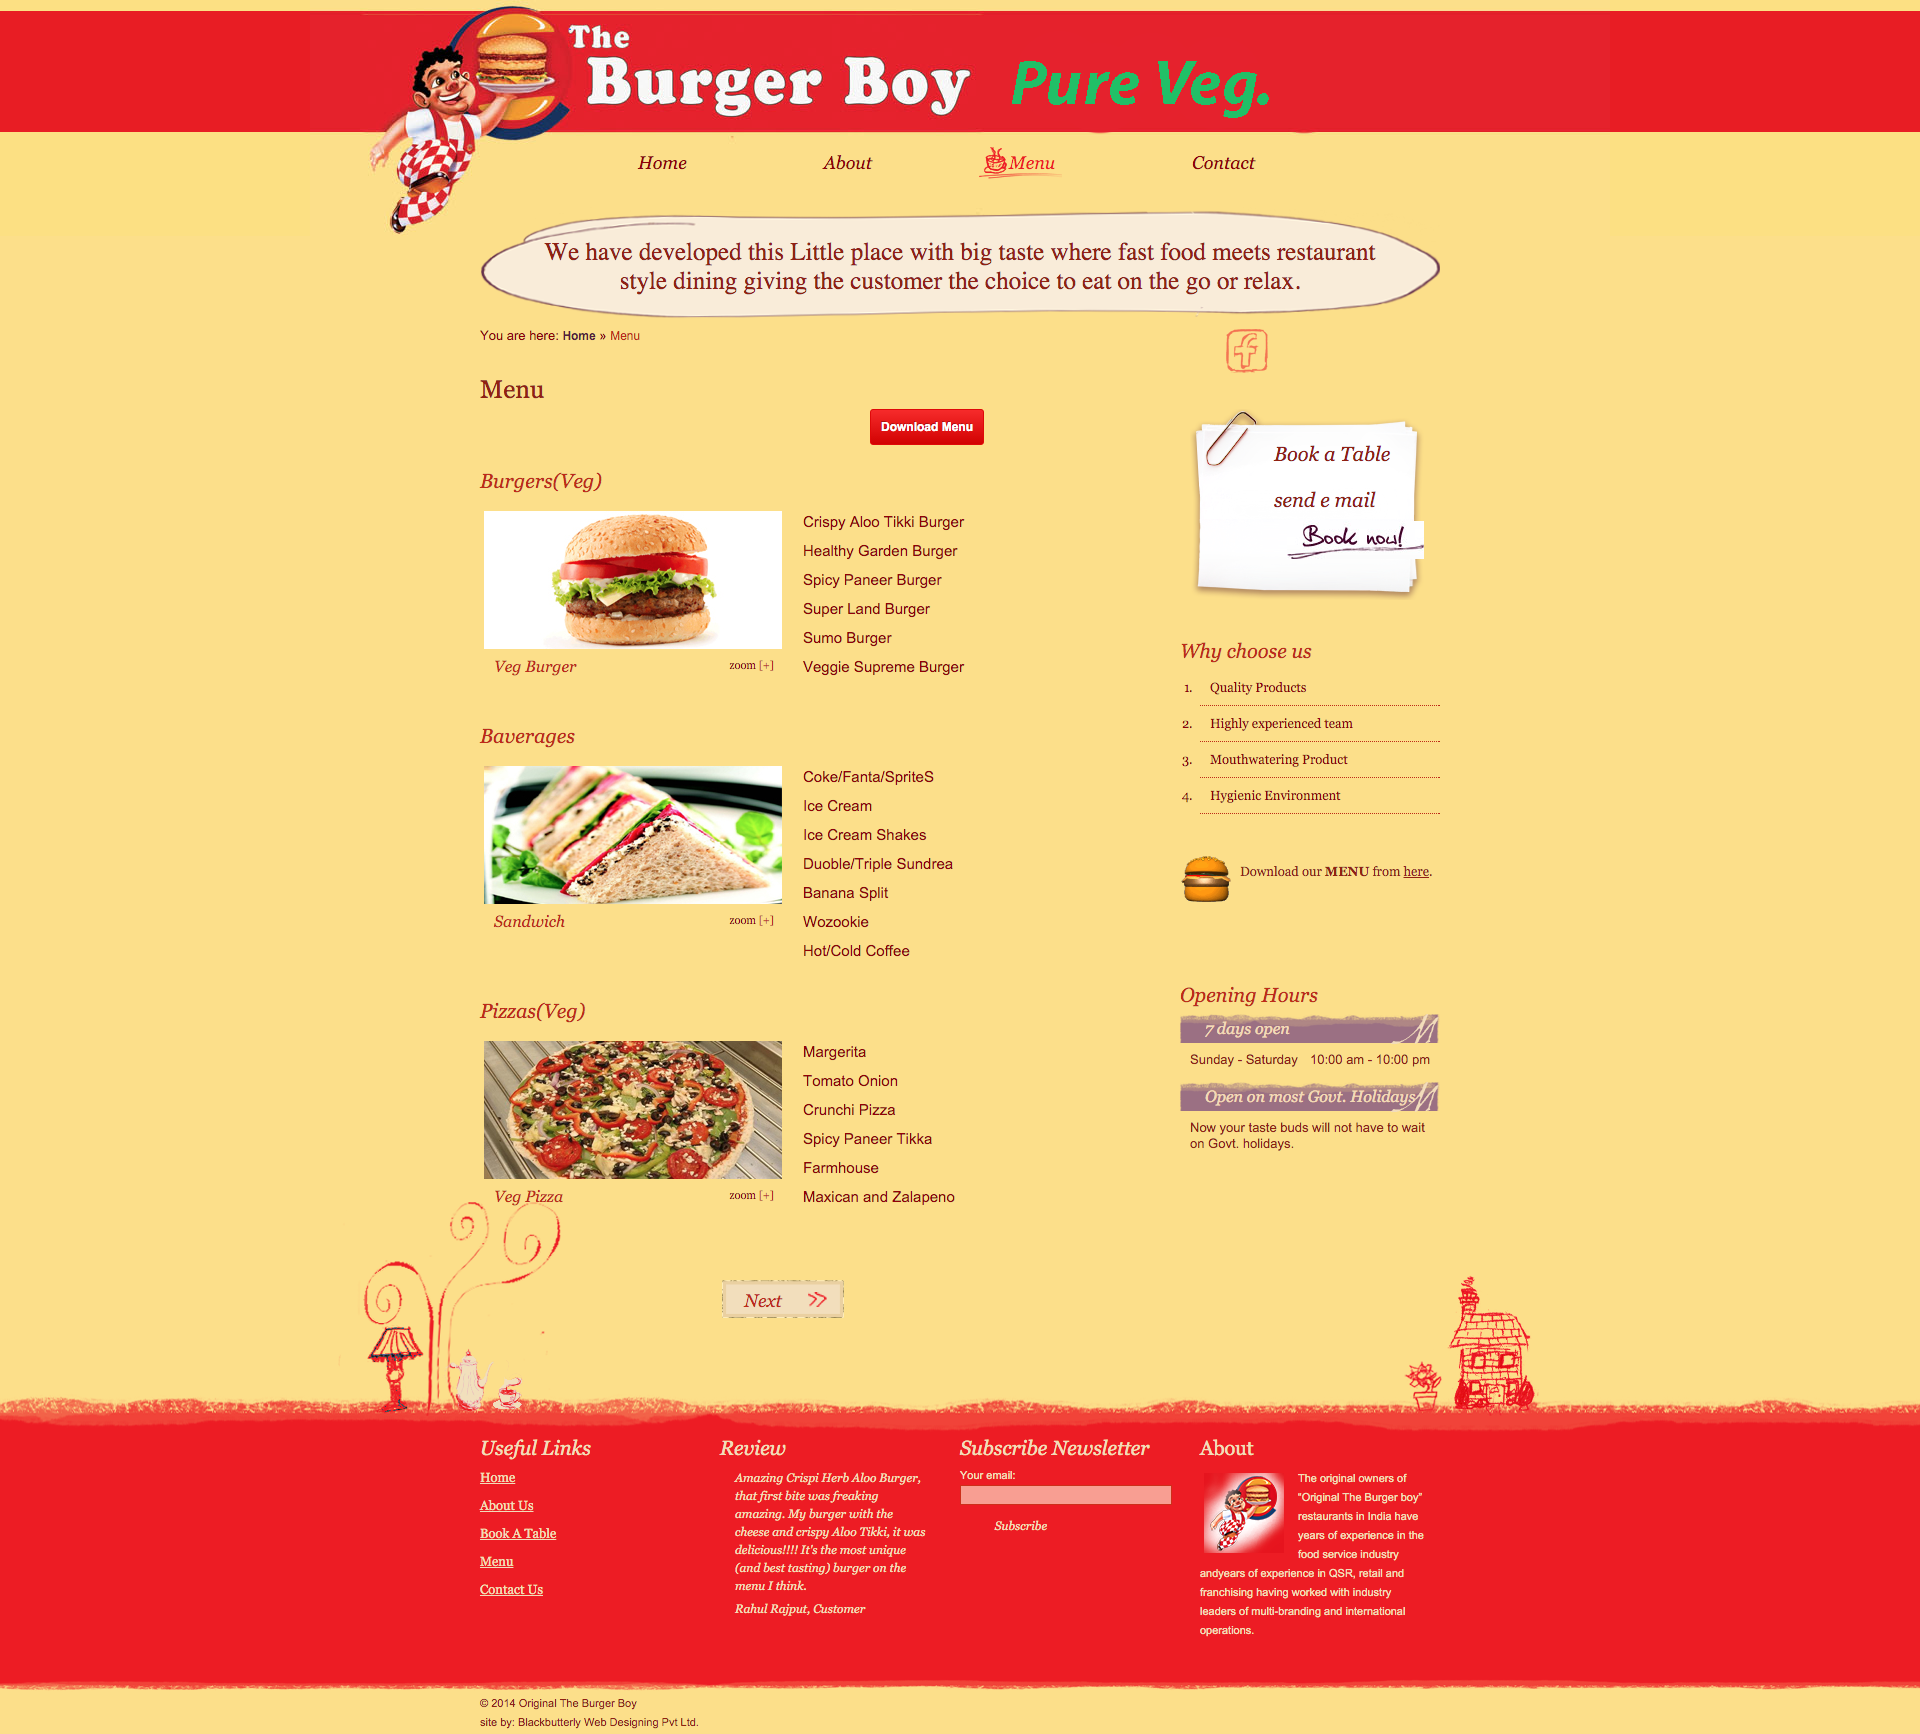 The
Burger Boy
Pure Veg.
Home
About
Menu
Contact
We have developed this Little place with big taste where fast food meets restaurant
style dining giving the customer the choice to eat on the go or relax.
You are here: Home » Menu
Menu
Download Menu
Burgers(Veg)
Veg Burger
zoom [+]
Crispy Aloo Tikki Burger
Healthy Garden Burger
Spicy Paneer Burger
Super Land Burger
Sumo Burger
Veggie Supreme Burger
Baverages
Sandwich
zoom [+]
Coke/Fanta/SpriteS
Ice Cream
Ice Cream Shakes
Duoble/Triple Sundrea
Banana Split
Wozookie
Hot/Cold Coffee
Pizzas(Veg)
Veg Pizza
zoom [+]
Margerita
Tomato Onion
Crunchi Pizza
Spicy Paneer Tikka
Farmhouse
Maxican and Zalapeno
Next
Book a Table
send e mail
Book now!
Why choose us
1. Quality Products
2. Highly experienced team
3. Mouthwatering Product
4. Hygienic Environment
Download our MENU from here.
Opening Hours
7 days open
Sunday - Saturday 10:00 am - 10:00 pm
Open on most Govt. Holidays
Now your taste buds will not have to wait
on Govt. holidays.
Useful Links
Home
About Us
Book A Table
Menu
Contact Us
Review
Amazing Crispi Herb Aloo Burger,
that first bite was freaking
amazing. My burger with the
cheese and crispy Aloo Tikki, it was
delicious!!!! It's the most unique
(and best tasting) burger on the
menu I think.
Rahul Rajput, Customer
Subscribe Newsletter
Your email:
Subscribe
About
The original owners of
"Original The Burger boy"
restaurants in India have
years of experience in the
food service industry
andyears of experience in QSR, retail and
franchising having worked with industry
leaders of multi-branding and international
operations.
© 2014 Original The Burger Boy
site by: Blackbutterly Web Designing Pvt Ltd.